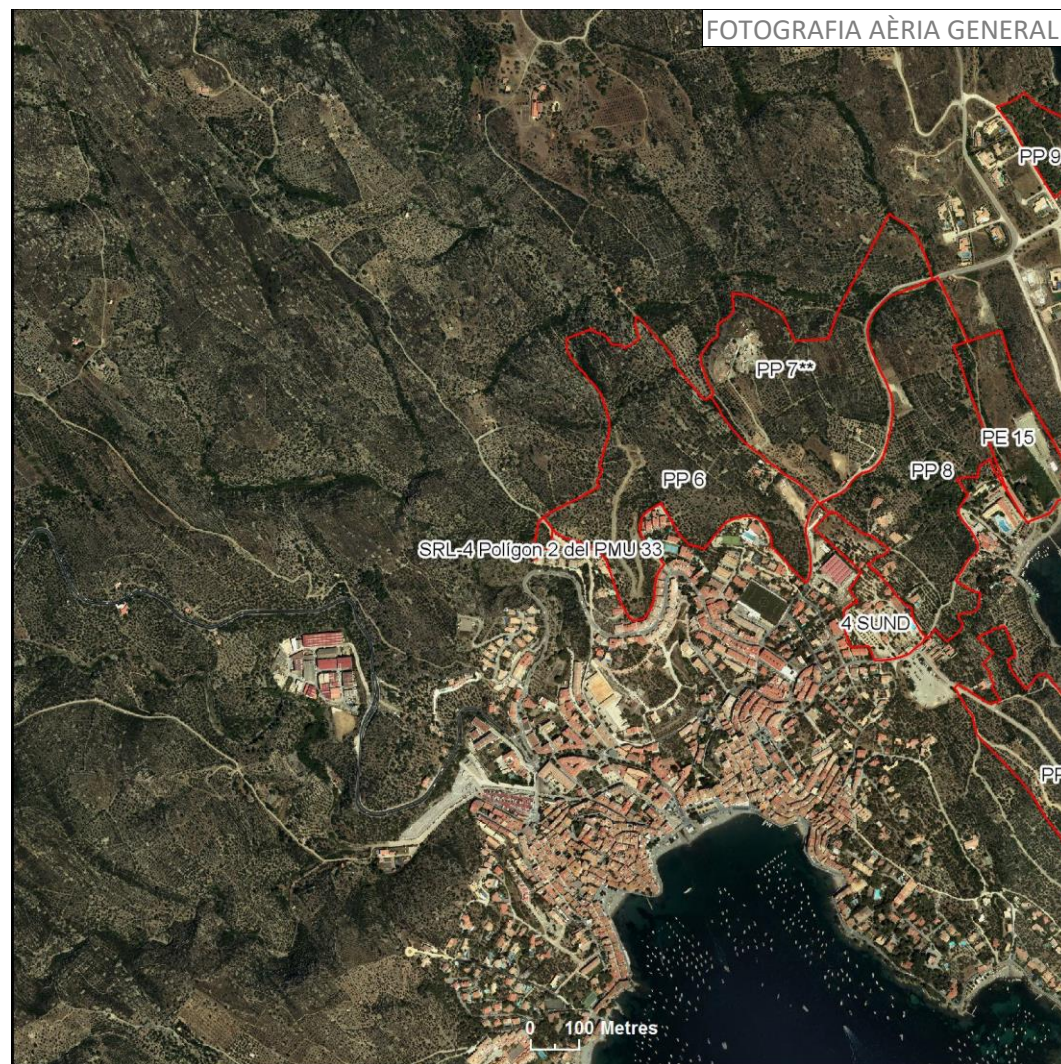 FOTOGRAFIA AÈRIA GENERAL
PP 9
PP 7**
PE 15
PP 8
PP 6
SRL-4 Polígon 2 del PMU 33
4 SUND
PP
0 100 Metres